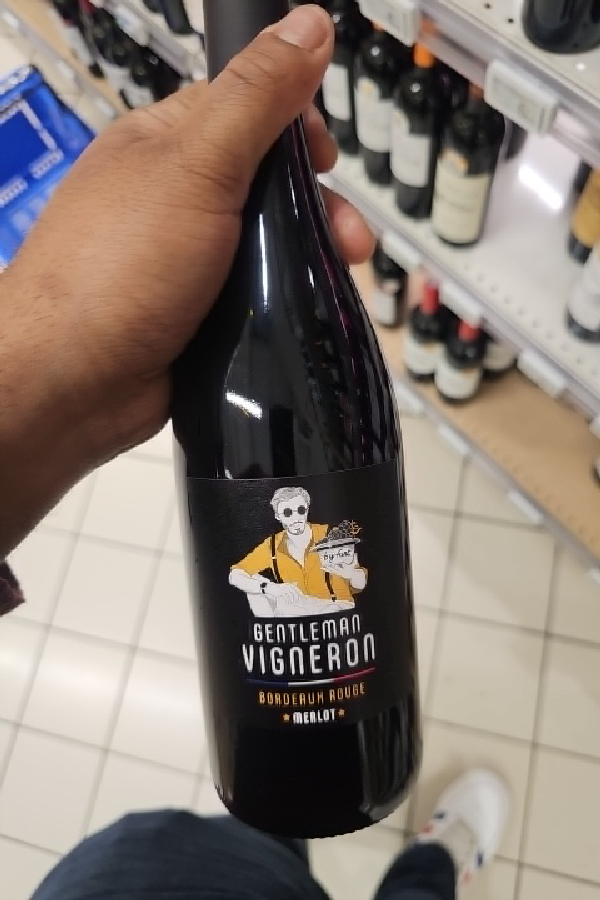 GENTLEMAN
VIGNERON
BORDEAUX ROUGE
★ MERLOT ★